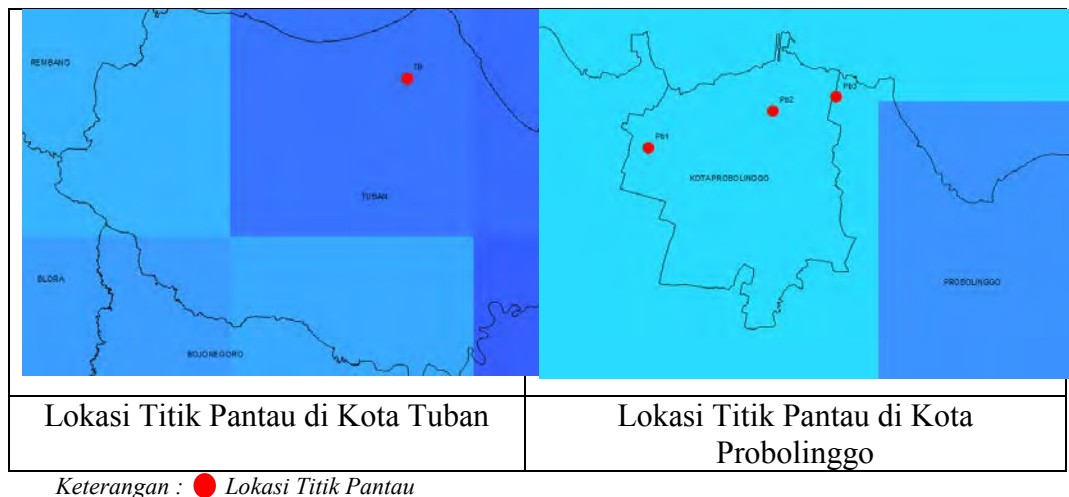 REMBANG
TB
TUBAN
BLORA
BOJONEGORO
Pb1
Pb2
Pb3
KOTAPROBOLINGGO
PROBOLINGGO
Lokasi Titik Pantau di Kota Tuban
Lokasi Titik Pantau di Kota
Probolinggo
Keterangan : Lokasi Titik Pantau